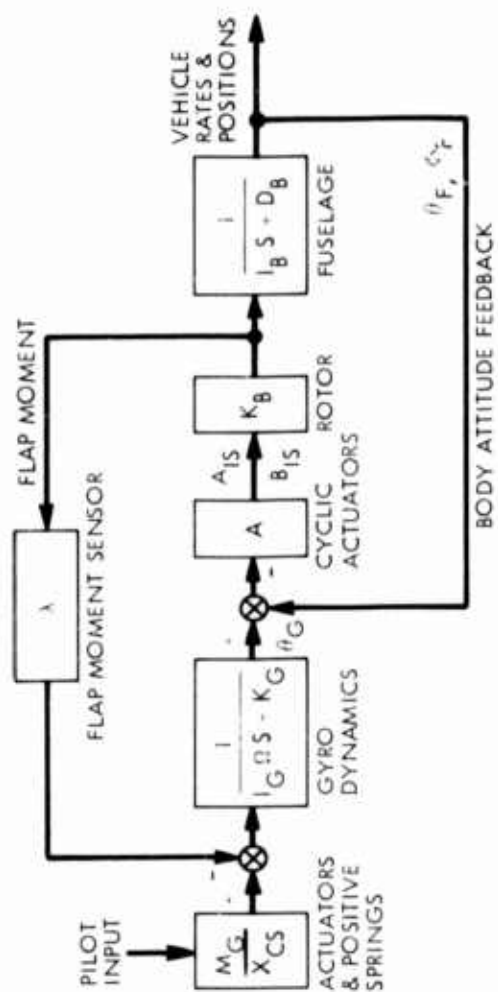 PILOT
INPUT
M_G
X_CS
ACTUATORS
& POSITIVE
SPRINGS
-
1
I_G Ω S - K_G
GYRO
DYNAMICS
θ_G
-
A
CYCLIC
ACTUATORS
A_IS
B_IS
K_B
ROTOR
FLAP MOMENT
λ
FLAP MOMENT SENSOR
1
I_B S + D_B
FUSELAGE
VEHICLE
RATES &
POSITIONS
BODY ATTITUDE FEEDBACK